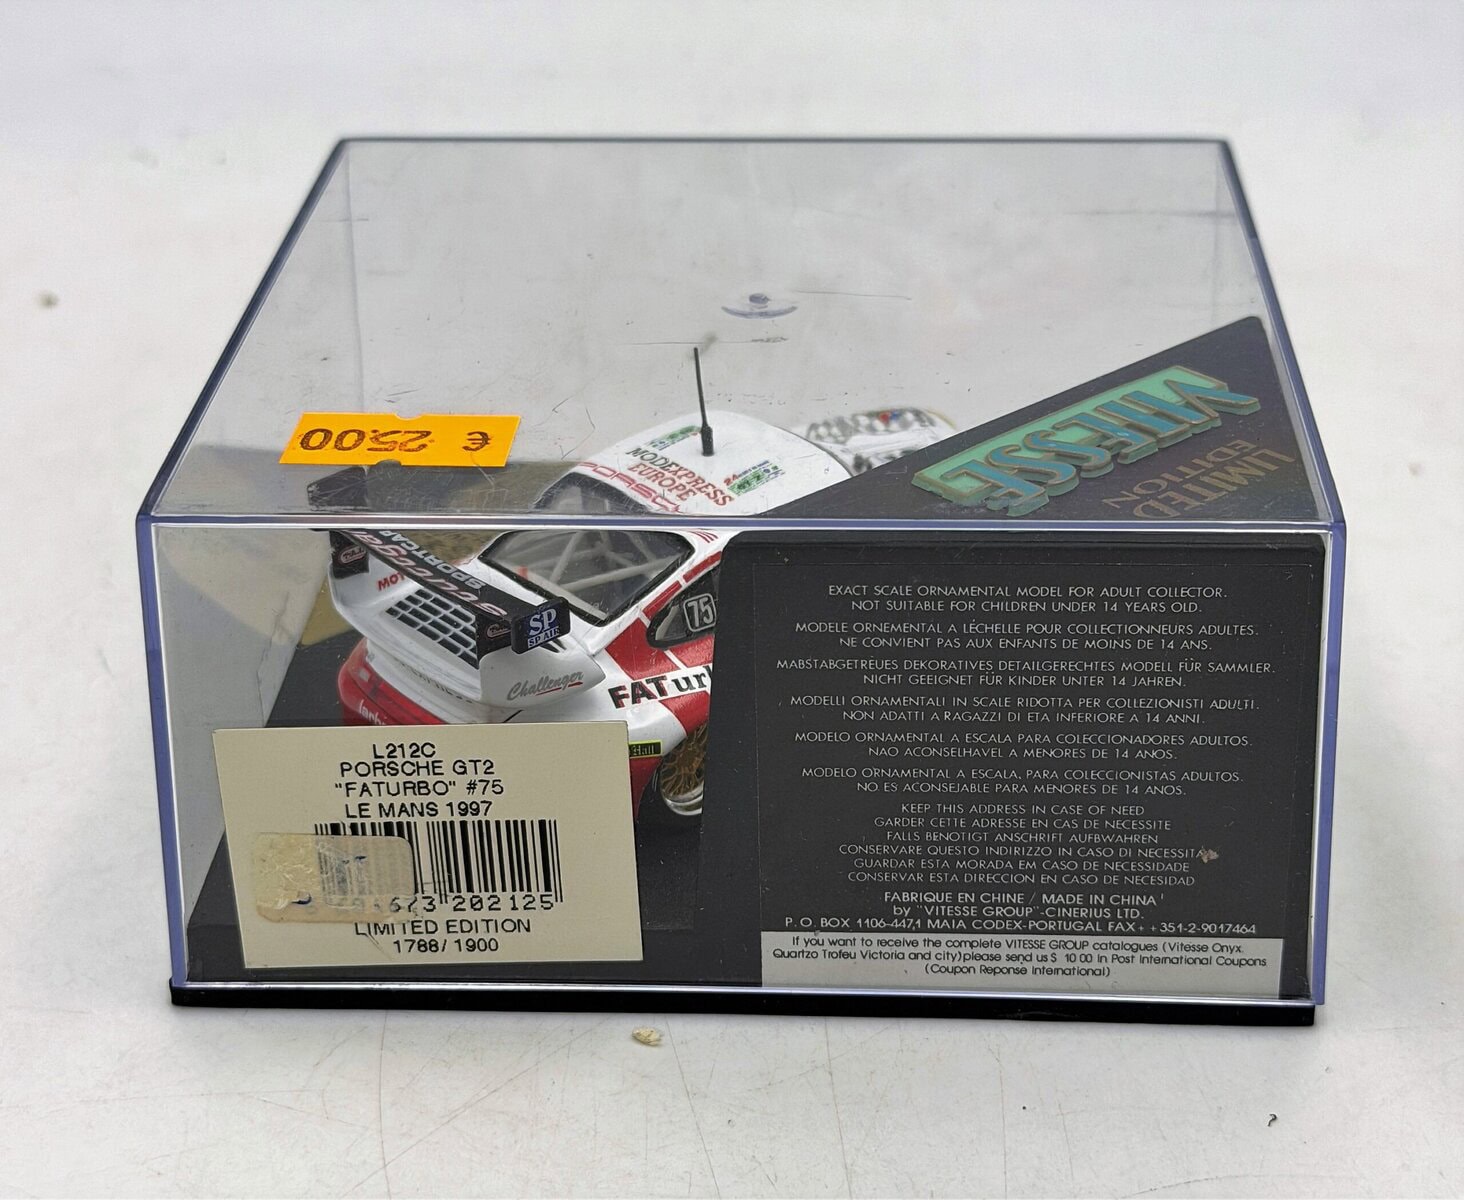 € 25.00
VITESSE
LIMITED
EDITION
MODEXPRESS
EUROPE
SPORTCAR
SP
SP AIR
75
Challenger
FATurb
Hall
L212C
PORSCHE GT2
"FATURBO" #75
LE MANS 1997
673 202125
LIMITED EDITION
1788/1900
EXACT SCALE ORNAMENTAL MODEL FOR ADULT COLLECTOR.
NOT SUITABLE FOR CHILDREN UNDER 14 YEARS OLD.
MODELE ORNEMENTAL A LÉCHELLE POUR COLLECTIONNEURS ADULTES.
NE CONVIENT PAS AUX ENFANTS DE MOINS DE 14 ANS.
MABSTABGETREUES DEKORATIVES DETAILGERECHTES MODELL FÜR SAMMLER.
NICHT GEEIGNET FÜR KINDER UNTER 14 JAHREN.
MODELLI ORNAMENTALI IN SCALE RIDOTTA PER COLLEZIONISTI ADULTI.
NON ADATTI A RAGAZZI DI ETA INFERIORE A 14 ANNI.
MODELO ORNAMENTAL A ESCALA PARA COLECCIONADORES ADULTOS.
NAO ACONSELHAVEL A MENORES DE 14 ANOS.
MODELO ORNAMENTAL A ESCALA, PARA COLECCIONISTAS ADULTOS.
NO ES ACONSEJABLE PARA MENORES DE 14 ANOS.
KEEP THIS ADDRESS IN CASE OF NEED
GARDER CETTE ADRESSE EN CAS DE NECESSITE
FALLS BENOTIGT ANSCHRIFT AUFBWAHREN
CONSERVARE QUESTO INDIRIZZO IN CASO DI NECESSITA
GUARDAR ESTA MORADA EM CASO DE NECESSIDADE
CONSERVAR ESTA DIRECCION EN CASO DE NECESIDAD
FABRIQUE EN CHINE / MADE IN CHINA
by "VITESSE GROUP"-CINERIUS LTD.
P.O. BOX 1106-4471 MAIA CODEX-PORTUGAL FAX++351-2-9017464
If you want to receive the complete VITESSE GROUP catalogues (Vitesse Onyx
Quartzo Trofeu Victoria and city) please send us $ 10 00 in Post International Coupons
(Coupon Reponse International)